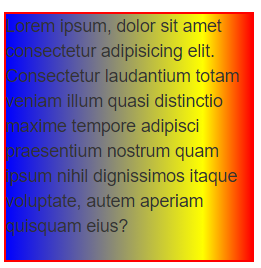 Lorem ipsum, dolor sit amet
consectetur adipisicing elit.
Consectetur laudantium totam
veniam illum quasi distinctio
maxime tempore adipisci
praesentium nostrum quam
ipsum nihil dignissimos itaque
voluptate, autem aperiam
quisquam eius?